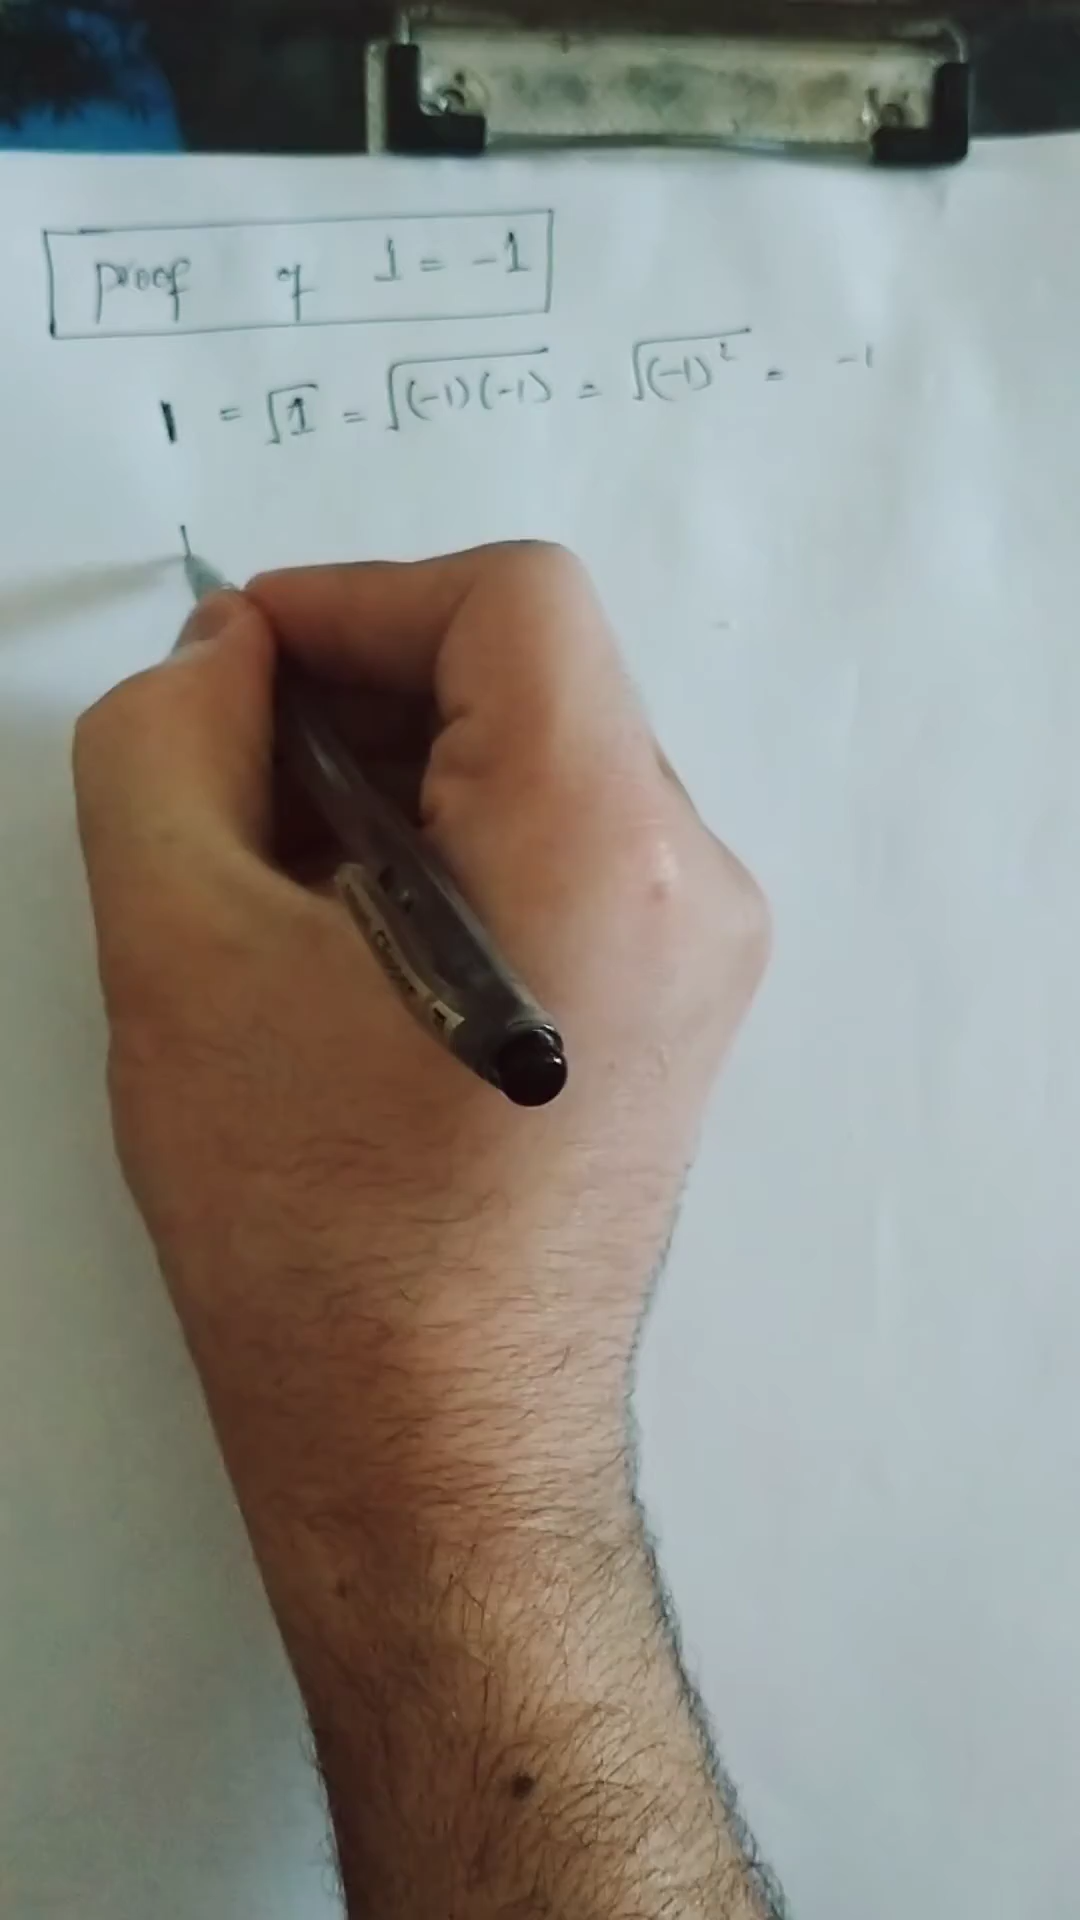 proof of 1 = -1
1 = √1 = √(-1)(-1) = √(-1)² = -1